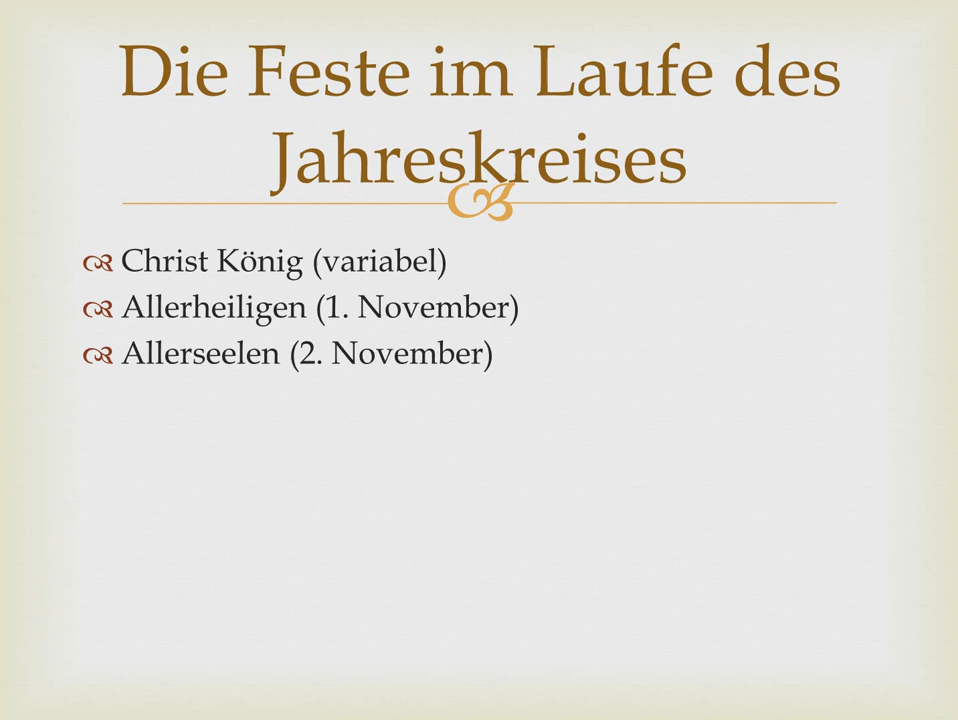 Die Feste im Laufe des
Jahreskreises
Christ König (variabel)
Allerheiligen (1. November)
Allerseelen (2. November)